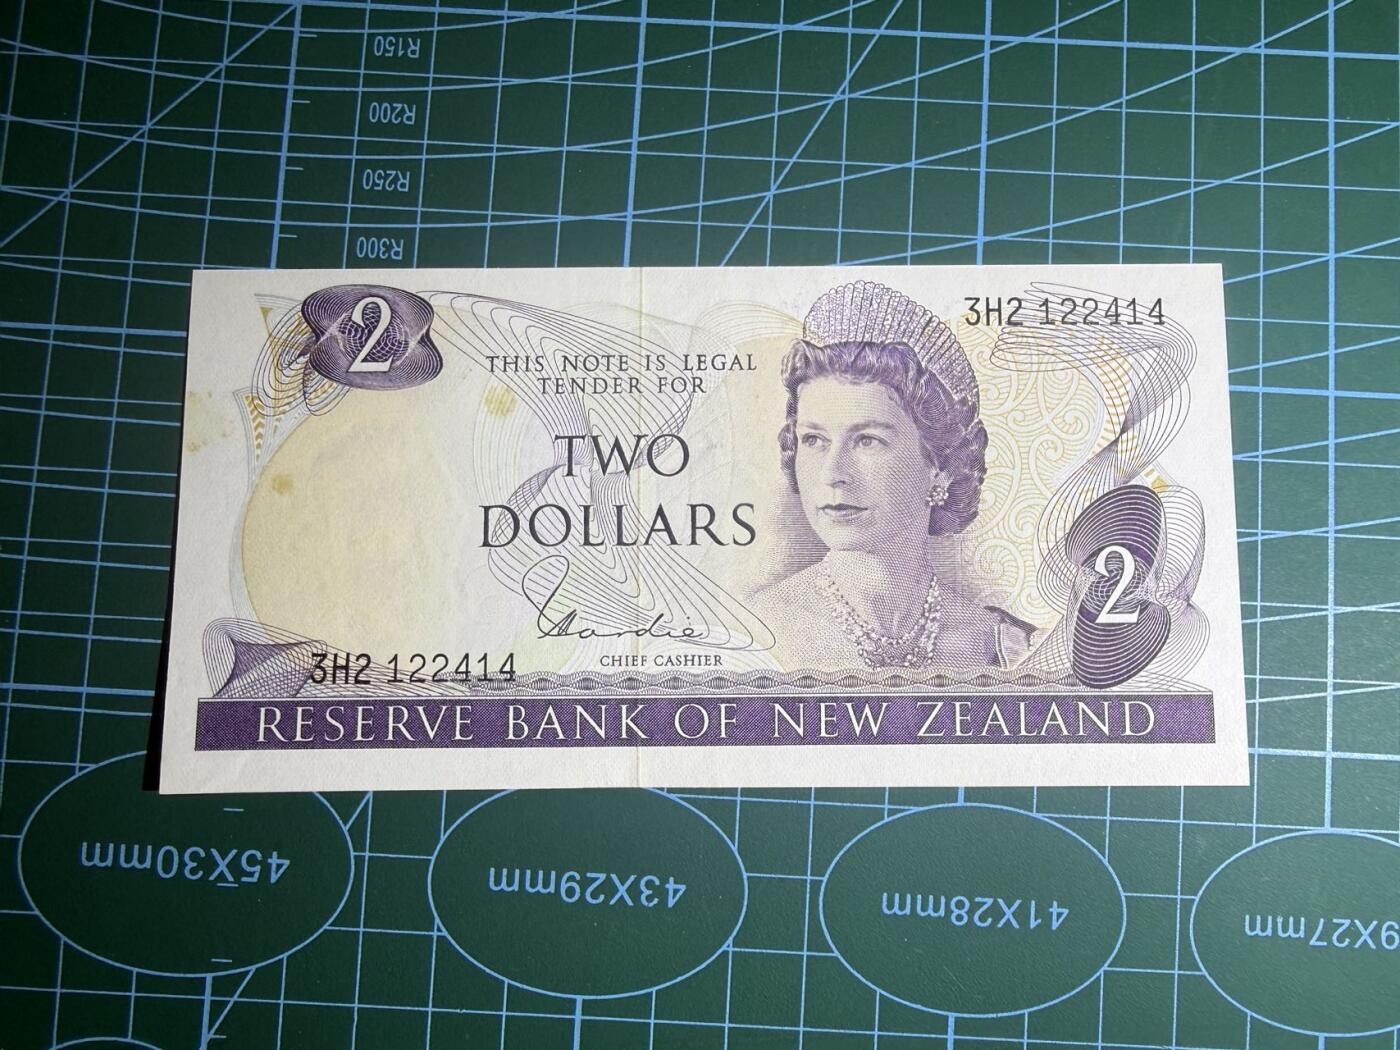 R150
R200
R250
R300
2
3H2 122414
THIS NOTE IS LEGAL
TENDER FOR
TWO
DOLLARS
2
Hardie
CHIEF CASHIER
3H2 122414
RESERVE BANK OF NEW ZEALAND
45X30mm
43X29mm
41X28mm
9X27mm